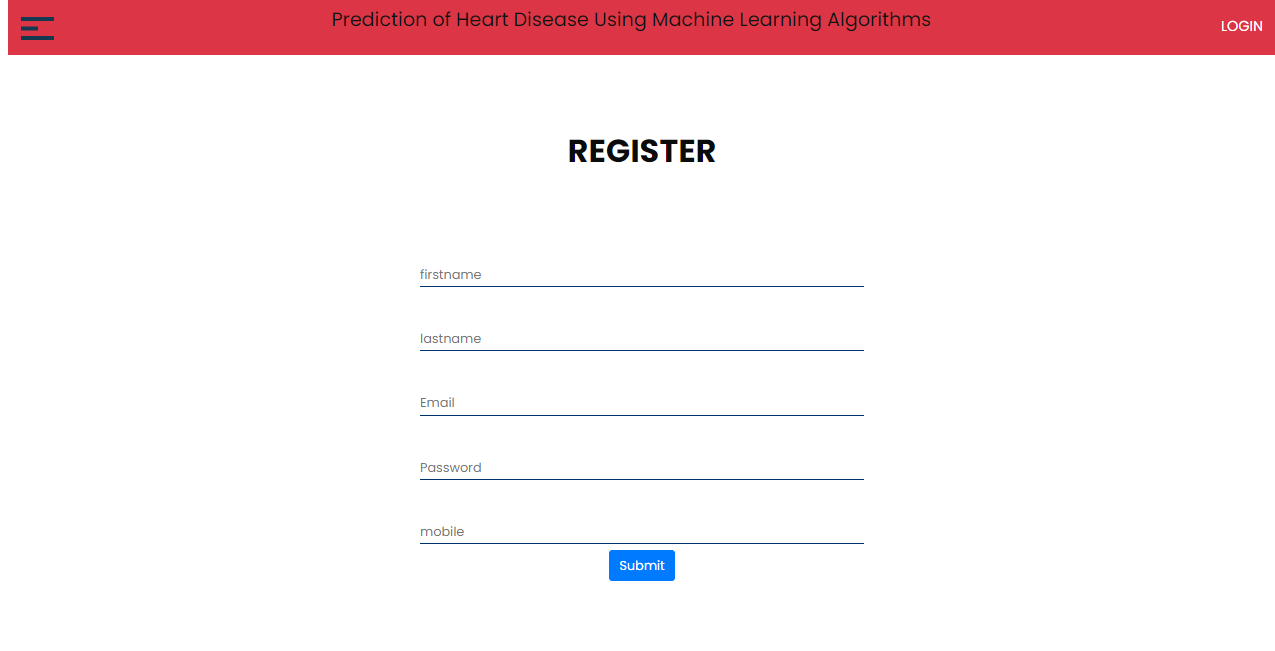 Prediction of Heart Disease Using Machine Learning Algorithms
LOGIN
REGISTER
firstname
lastname
Email
Password
mobile
Submit